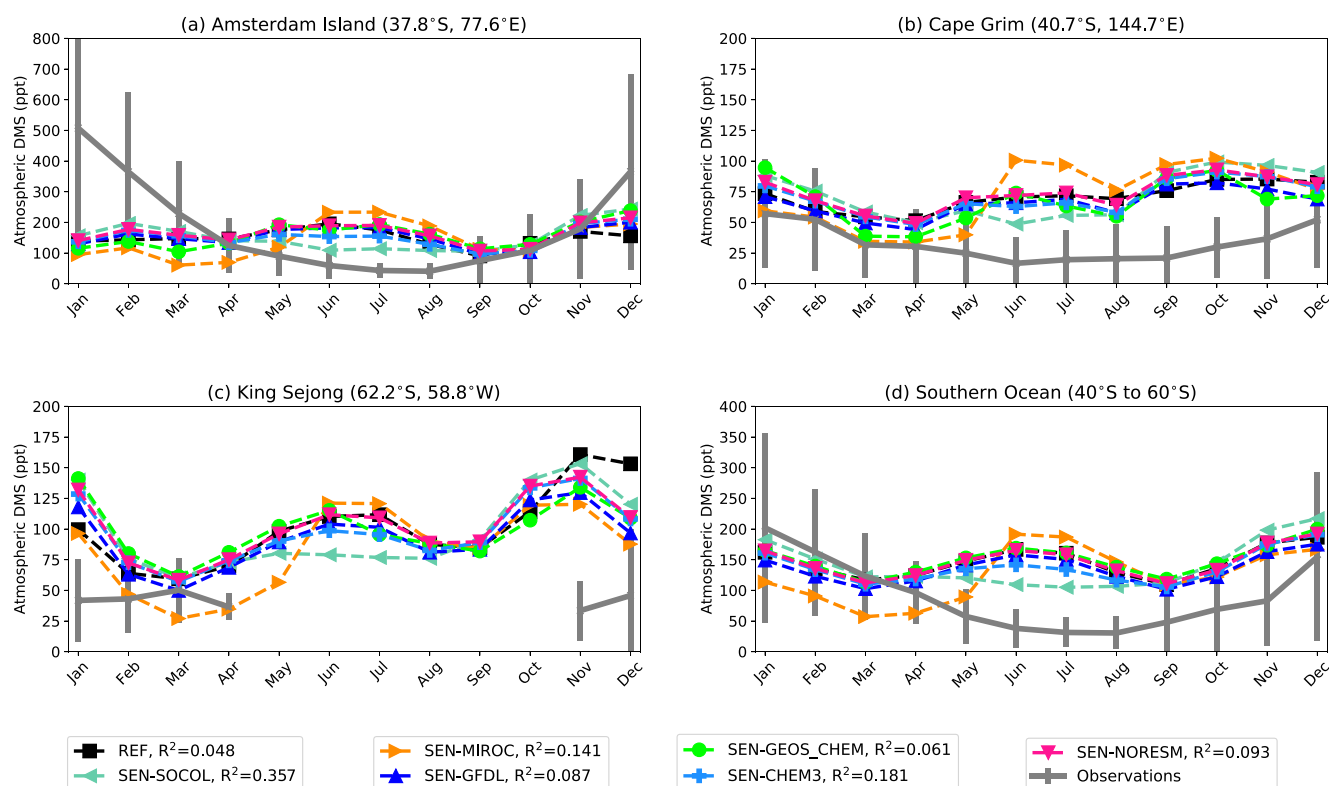 (a) Amsterdam Island (37.8°S, 77.6°E)
Atmospheric DMS (ppt)
800
700
600
500
400
300
200
100
0
Jan Feb Mar Apr May Jun Jul Aug Sep Oct Nov Dec
(b) Cape Grim (40.7°S, 144.7°E)
Atmospheric DMS (ppt)
200
175
150
125
100
75
50
25
0
Jan Feb Mar Apr May Jun Jul Aug Sep Oct Nov Dec
(c) King Sejong (62.2°S, 58.8°W)
Atmospheric DMS (ppt)
200
175
150
125
100
75
50
25
0
Jan Feb Mar Apr May Jun Jul Aug Sep Oct Nov Dec
(d) Southern Ocean (40°S to 60°S)
Atmospheric DMS (ppt)
400
350
300
250
200
150
100
50
0
Jan Feb Mar Apr May Jun Jul Aug Sep Oct Nov Dec
REF, R²=0.048
SEN-SOCOL, R²=0.357
SEN-MIROC, R²=0.141
SEN-GFDL, R²=0.087
SEN-GEOS_CHEM, R²=0.061
SEN-CHEM3, R²=0.181
SEN-NORESM, R²=0.093
Observations